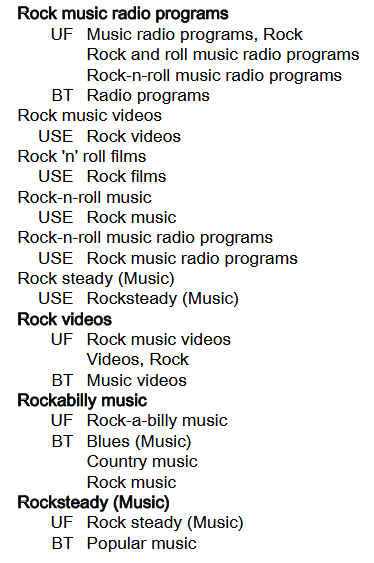 Rock music radio programs
UF Music radio programs, Rock
Rock and roll music radio programs
Rock-n-roll music radio programs
BT Radio programs
Rock music videos
USE Rock videos
Rock 'n' roll films
USE Rock films
Rock-n-roll music
USE Rock music
Rock-n-roll music radio programs
USE Rock music radio programs
Rock steady (Music)
USE Rocksteady (Music)
Rock videos
UF Rock music videos
Videos, Rock
BT Music videos
Rockabilly music
UF Rock-a-billy music
BT Blues (Music)
Country music
Rock music
Rocksteady (Music)
UF Rock steady (Music)
BT Popular music